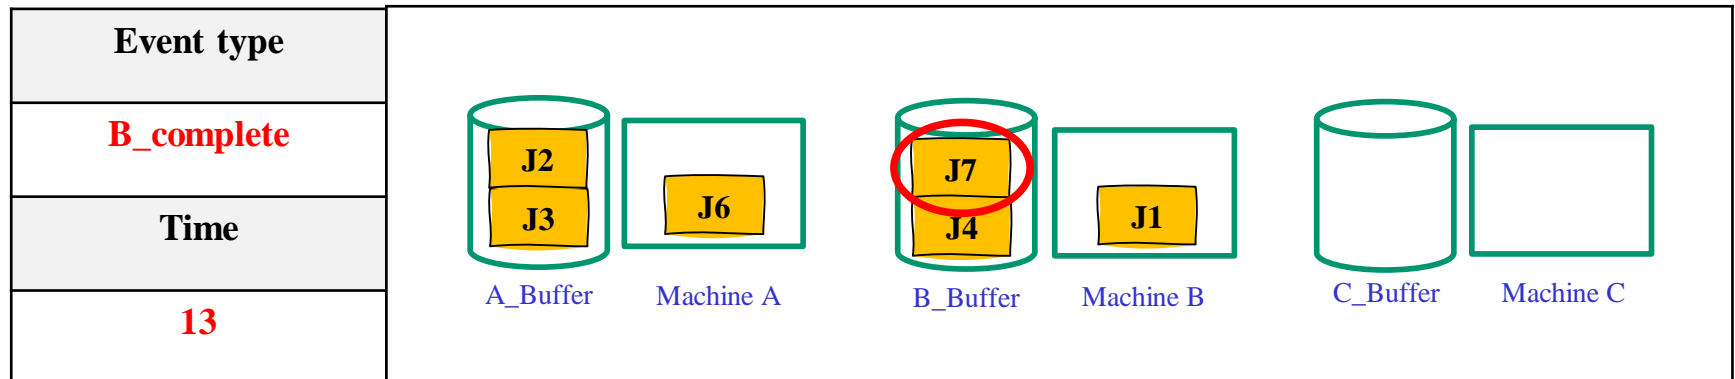 Event type
B_complete
Time
13
J2
J3
J6
J7
J4
J1
A_Buffer
Machine A
B_Buffer
Machine B
C_Buffer
Machine C